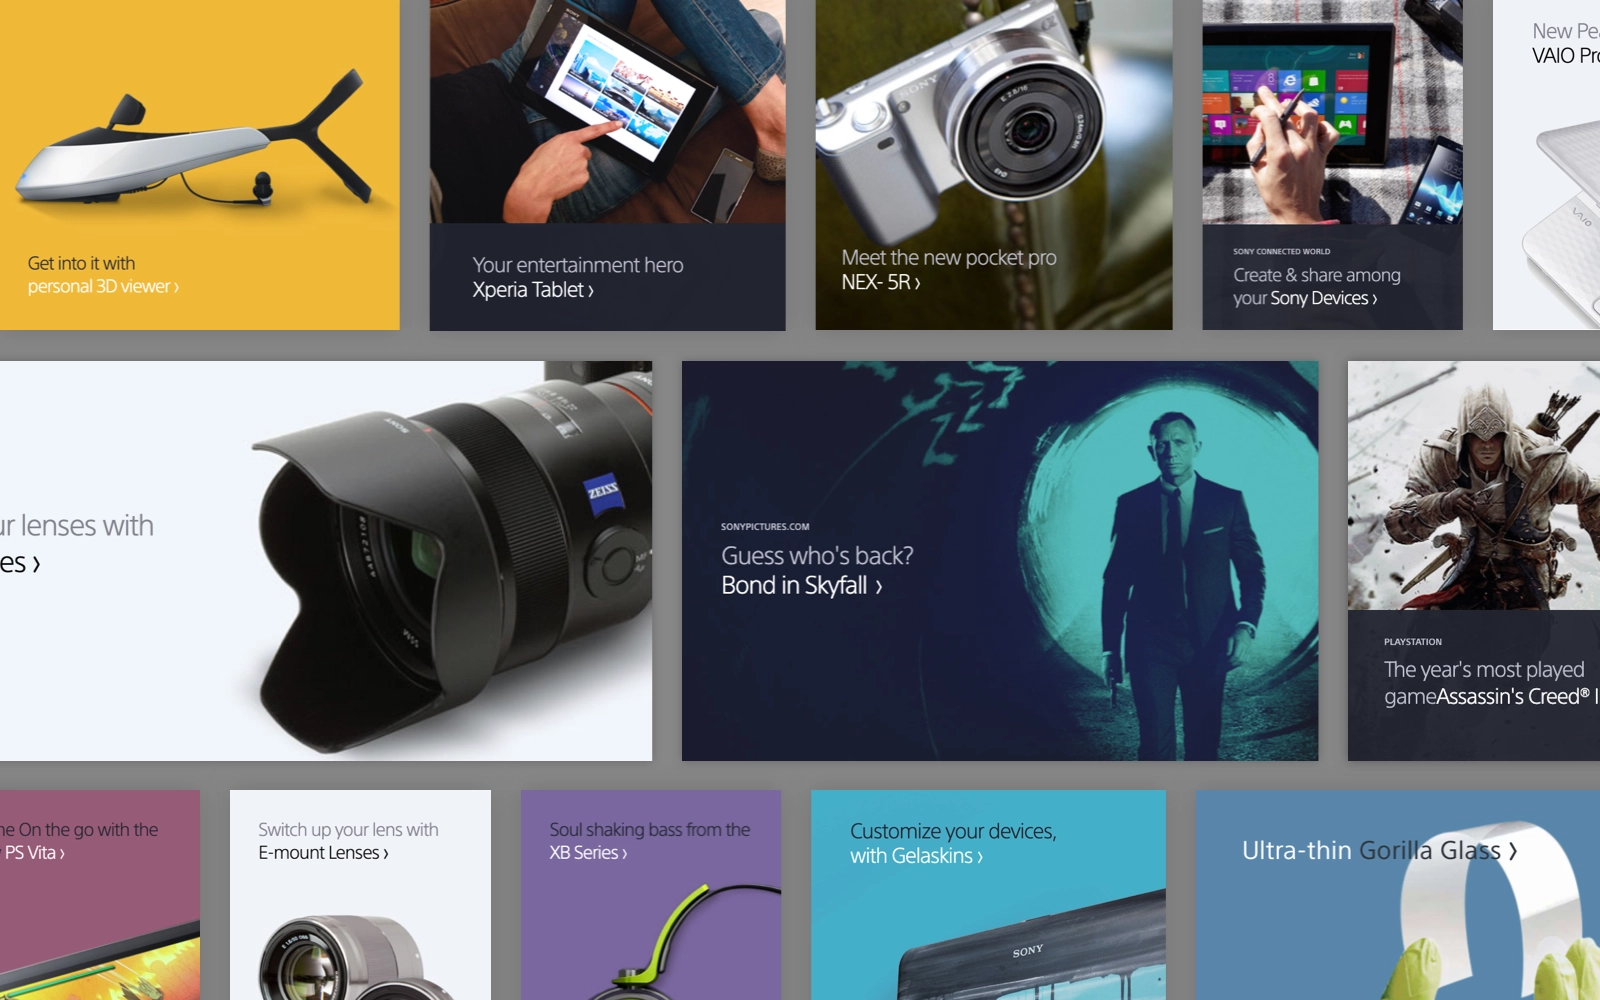 Get into it with
personal 3D viewer ›
Your entertainment hero
Xperia Tablet ›
SONY
Meet the new pocket pro
NEX- 5R ›
SONY CONNECTED WORLD
Create & share among
your Sony Devices ›
New Pea
VAIO Pro
VAIO
ur lenses with
es ›
SONY
ZEISS
SONYPICTURES.COM
Guess who's back?
Bond in Skyfall ›
PLAYSTATION
The year's most played
gameAssassin's Creed® I
ne On the go with the
PS Vita ›
Switch up your lens with
E-mount Lenses ›
Soul shaking bass from the
XB Series ›
Customize your devices,
with Gelaskins ›
SONY
Ultra-thin Gorilla Glass ›